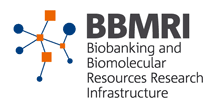 BBMRI
Biobanking and
Biomolecular
Resources Research
Infrastructure